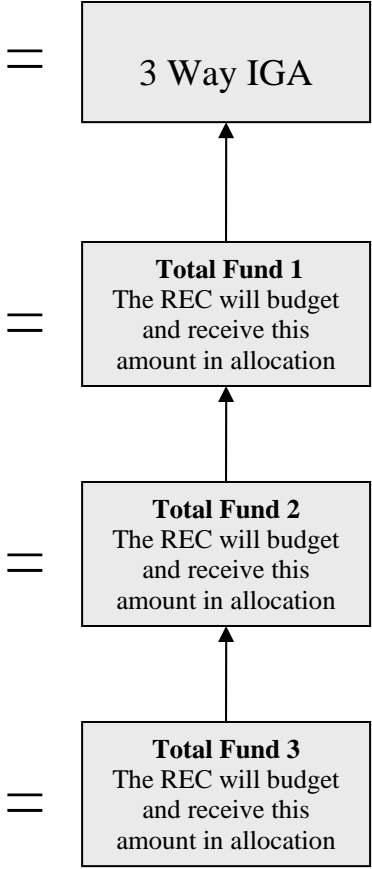 =
3 Way IGA
=
Total Fund 1
The REC will budget
and receive this
amount in allocation
=
Total Fund 2
The REC will budget
and receive this
amount in allocation
=
Total Fund 3
The REC will budget
and receive this
amount in allocation